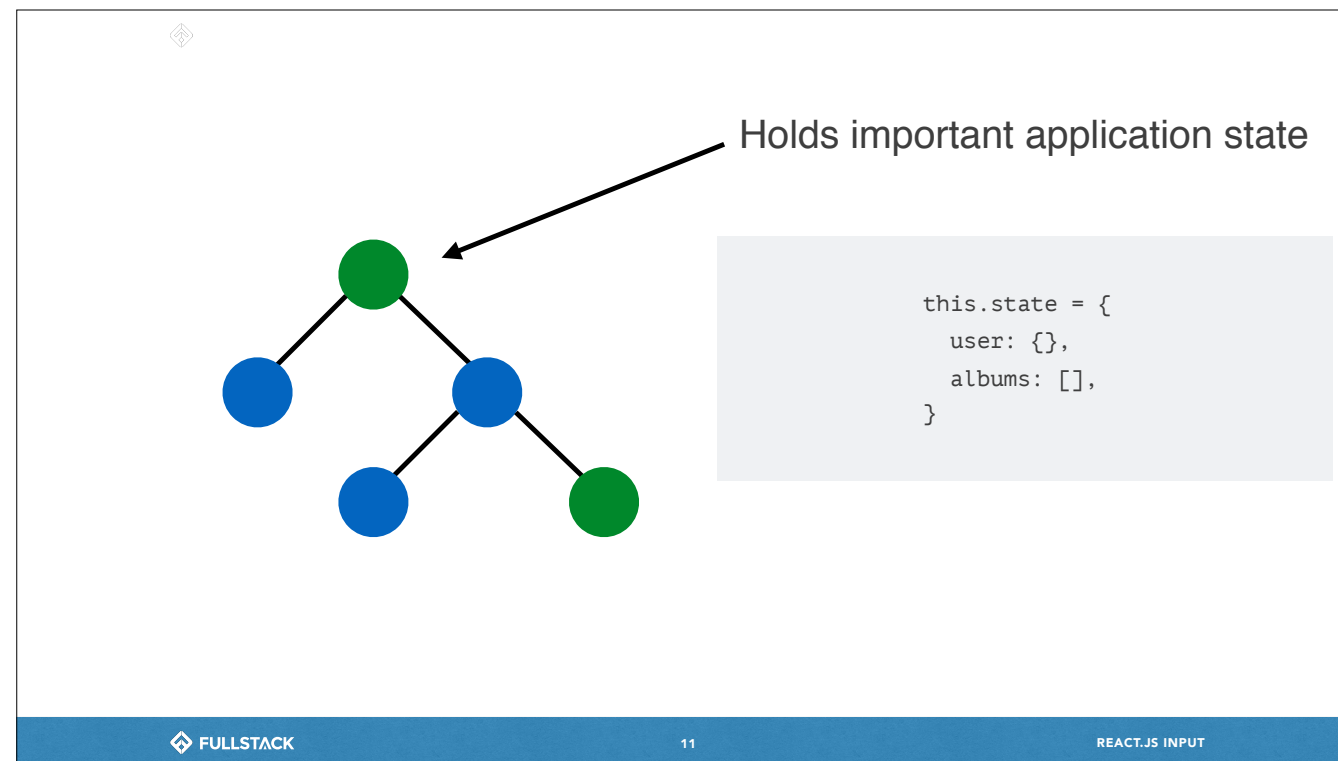 Holds important application state
this.state = {
  user: {},
  albums: [],
}
FULLSTACK
11
REACT.JS INPUT